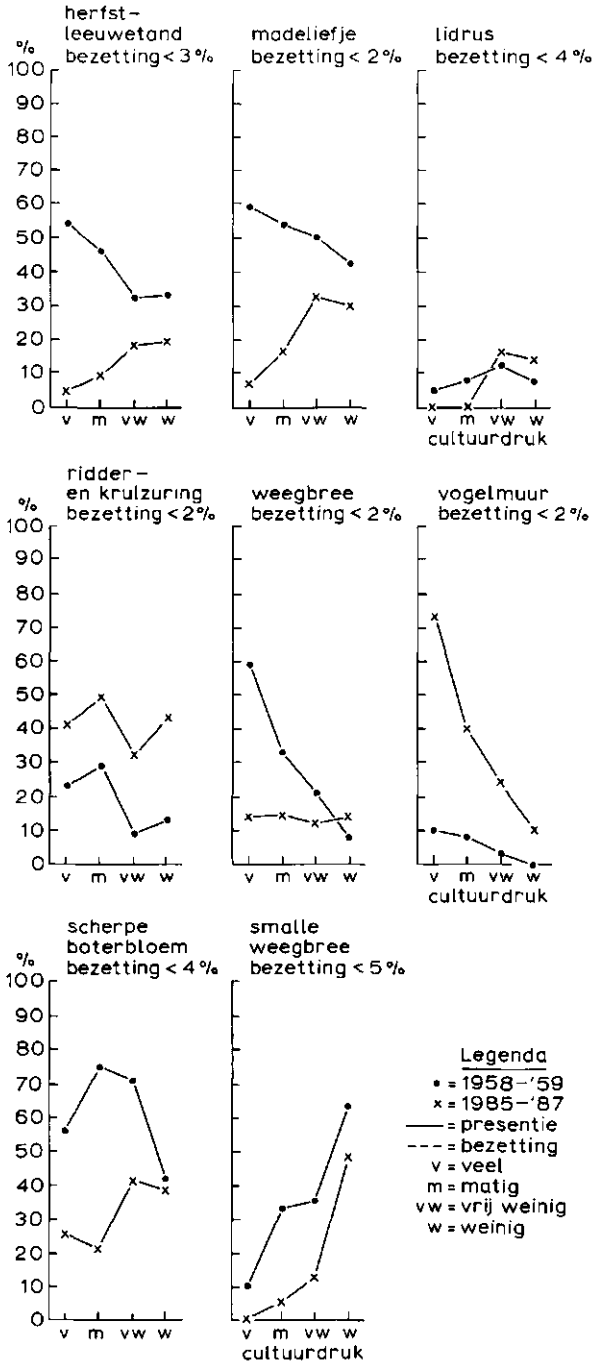 herfst-
leeuwetand
bezetting < 3 %
%
100
90
80
70
60
50
40
30
20
10
0
v m vw w
madeliefje
bezetting < 2 %
v m vw w
lidrus
bezetting < 4 %
v m vw w
cultuurdruk
ridder-
en krulzuring
bezetting < 2 %
%
100
90
80
70
60
50
40
30
20
10
0
v m vw w
weegbree
bezetting < 2 %
v m vw w
vogelmuur
bezetting < 2 %
v m vw w
cultuurdruk
scherpe
boterbloem
bezetting < 4 %
%
100
90
80
70
60
50
40
30
20
10
0
v m vw w
smalle
weegbree
bezetting < 5 %
v m vw w
cultuurdruk
Legenda
• = 1958-'59
x = 1985-'87
—— = presentie
---- = bezetting
v = veel
m = matig
vw = vrij weinig
w = weinig